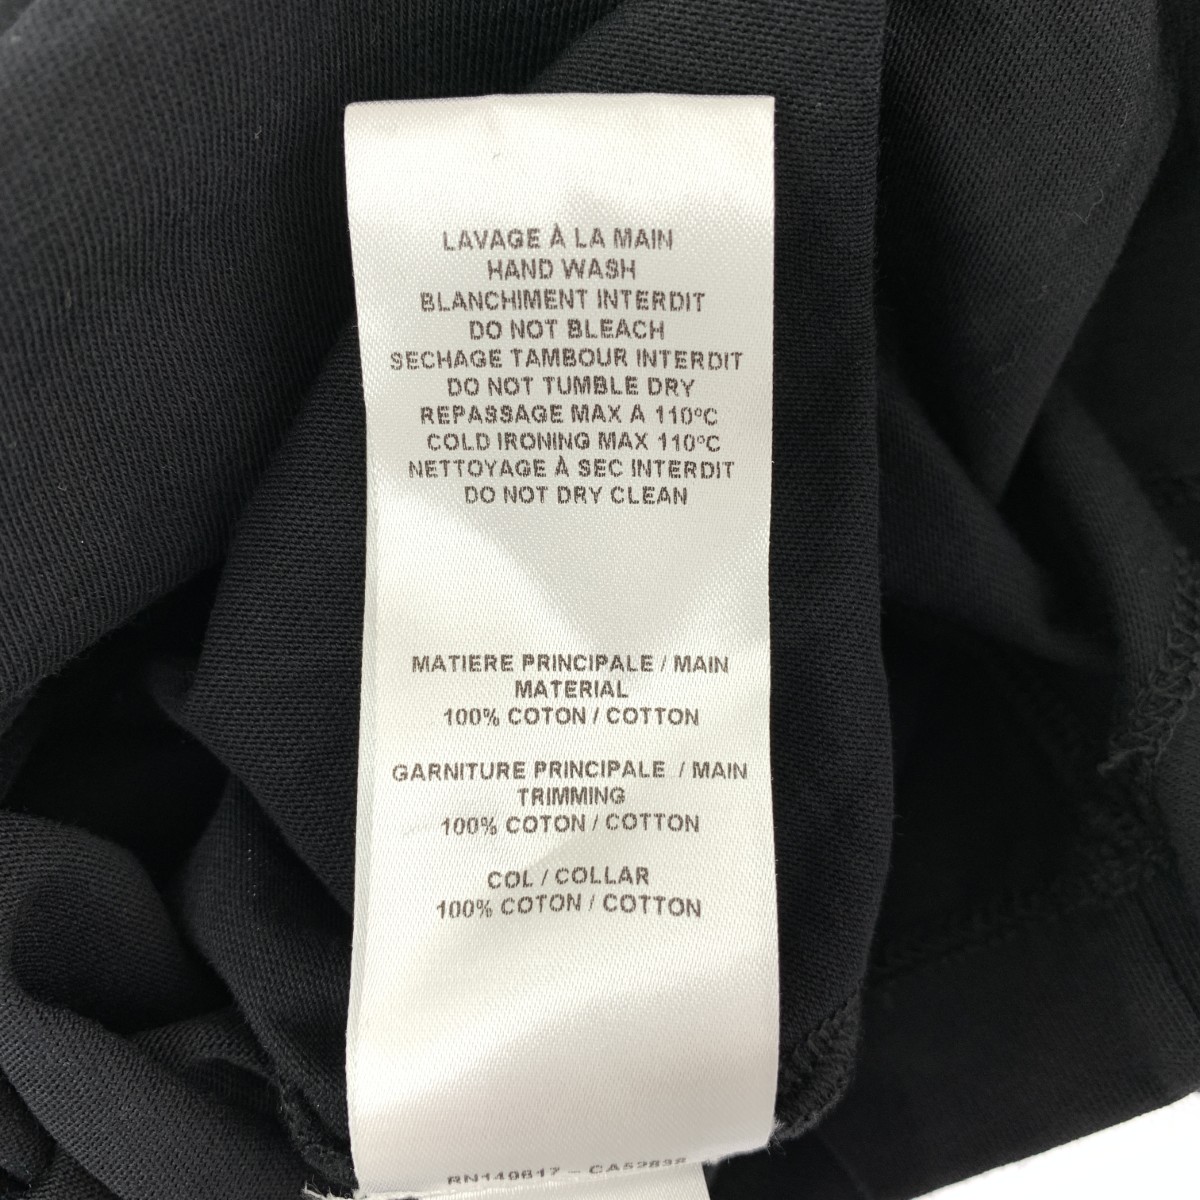 LAVAGE À LA MAIN
HAND WASH
BLANCHIMENT INTERDIT
DO NOT BLEACH
SECHAGE TAMBOUR INTERDIT
DO NOT TUMBLE DRY
REPASSAGE MAX A 110°C
COLD IRONING MAX 110°C
NETTOYAGE À SEC INTERDIT
DO NOT DRY CLEAN
MATIERE PRINCIPALE / MAIN
MATERIAL
100% COTON / COTTON
GARNITURE PRINCIPALE / MAIN
TRIMMING
100% COTON / COTTON
COL / COLLAR
100% COTON / COTTON
RN149617 - CA52838